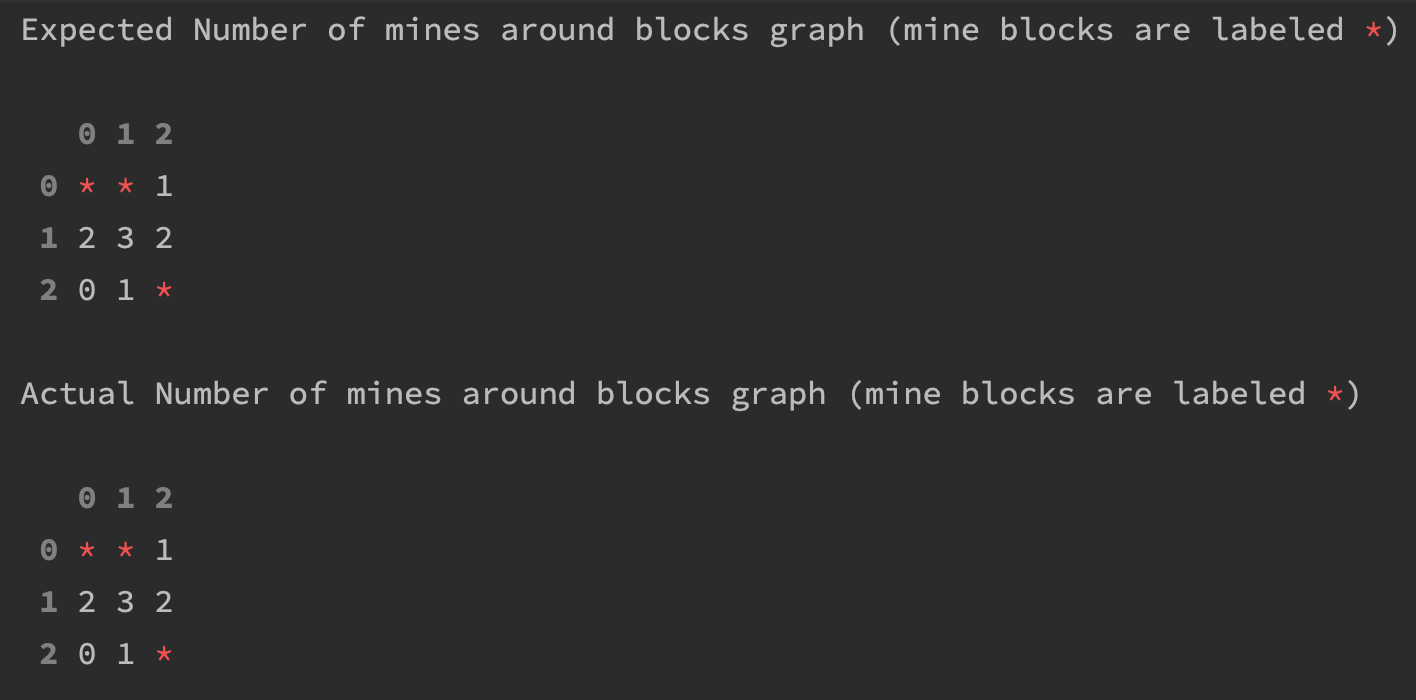 Expected Number of mines around blocks graph (mine blocks are labeled *)
0 1 2
0 * * 1
1 2 3 2
2 0 1 *
Actual Number of mines around blocks graph (mine blocks are labeled *)
0 1 2
0 * * 1
1 2 3 2
2 0 1 *